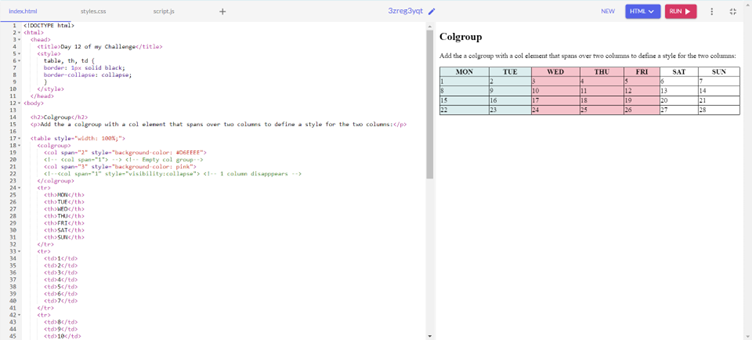 index.html styles.css script.js + 3zreg3yqt NEW HTML RUN
1 <!DOCTYPE html>
2 <html>
3 <head>
4 <title>Day 12 of my Challenge</title>
5 <style>
6 table, th, td {
7 border: 1px solid black;
8 border-collapse: collapse;
9 }
10 </style>
11 </head>
12 <body>
13
14 <h2>Colgroup</h2>
15 <p>Add the a colgroup with a col element that spans over two columns to define a style for the two columns:</p>
16
17 <table style="width: 100%;">
18 <colgroup>
19 <col span="2" style="background-color: #D6EEEE">
20 <!-- <col span="1"> --> <!-- Empty col group-->
21 <col span="3" style="background-color: pink">
22 <!--<col span="1" style="visibility:collapse"> <!-- 1 column disapppears -->
23 </colgroup>
24 <tr>
25 <th>MON</th>
26 <th>TUE</th>
27 <th>WED</th>
28 <th>THU</th>
29 <th>FRI</th>
30 <th>SAT</th>
31 <th>SUN</th>
32 </tr>
33 <tr>
34 <td>1</td>
35 <td>2</td>
36 <td>3</td>
37 <td>4</td>
38 <td>5</td>
39 <td>6</td>
40 <td>7</td>
41 </tr>
42 <tr>
43 <td>8</td>
44 <td>9</td>
45 <td>10</td>
Colgroup
Add the a colgroup with a col element that spans over two columns to define a style for the two columns:
MON TUE WED THU FRI SAT SUN
1 2 3 4 5 6 7
8 9 10 11 12 13 14
15 16 17 18 19 20 21
22 23 24 25 26 27 28